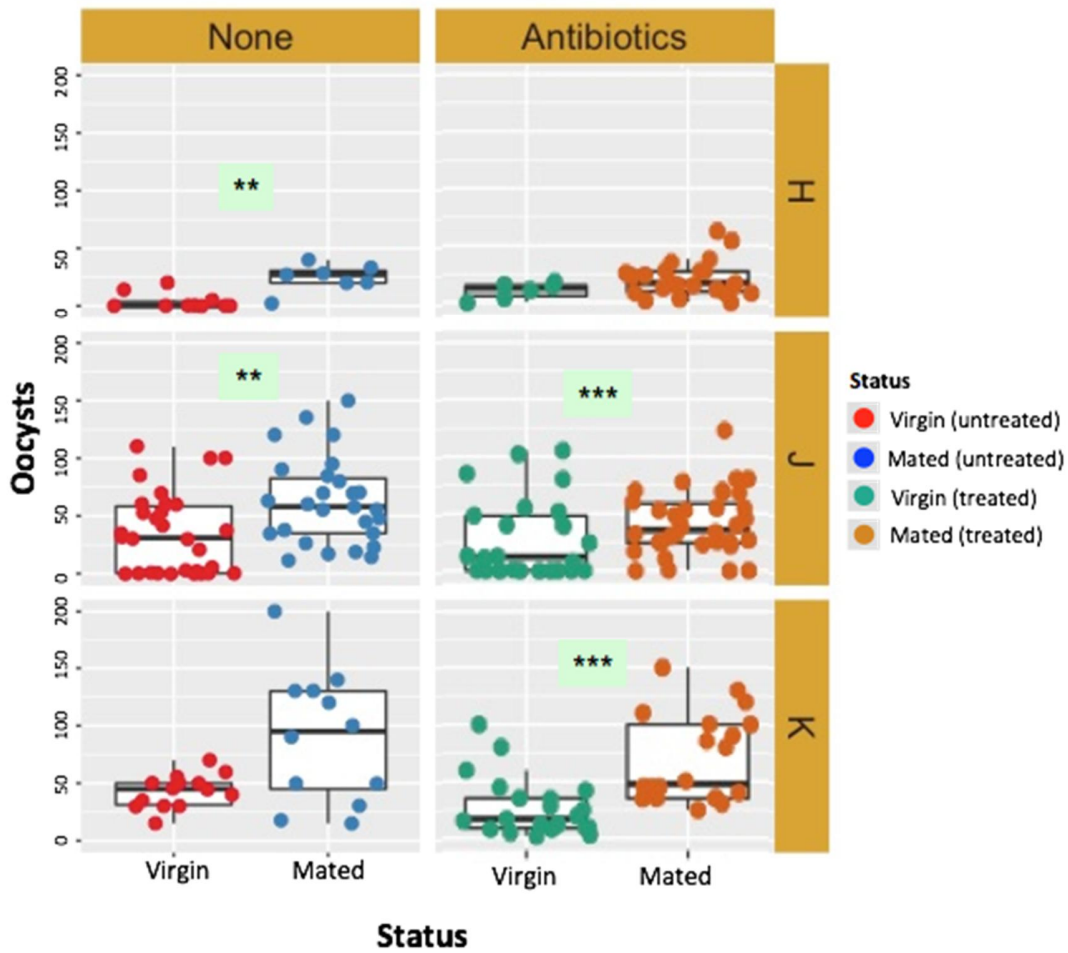 None
Antibiotics
200
150
100
50
0
**
H
200
150
100
50
0
**
***
J
200
150
100
50
0
***
K
Oocysts
Virgin
Mated
Virgin
Mated
Status
Status
Virgin (untreated)
Mated (untreated)
Virgin (treated)
Mated (treated)